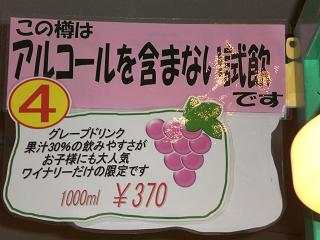 この樽は
アルコールを含まない試飲
です
4
グレープドリンク
果汁30%の飲みやすさが
お子様にも大人気
ワイナリーだけの限定です
1000ml ¥370